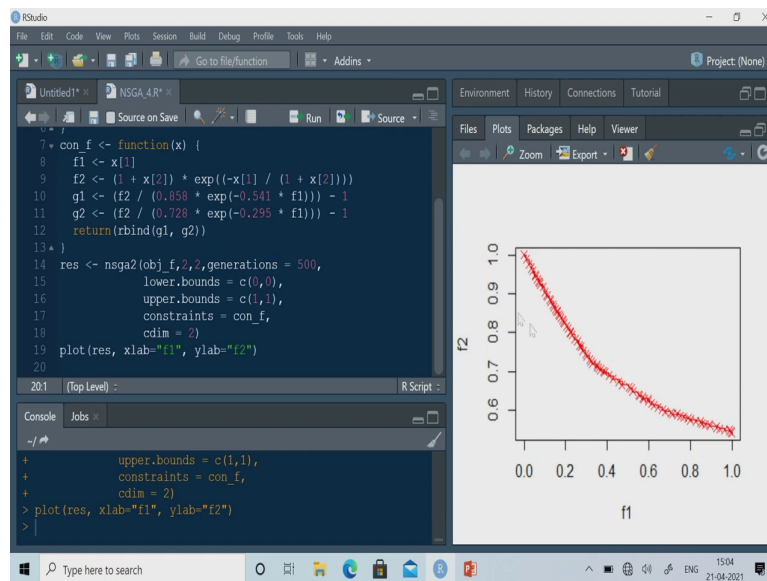 RStudio
File Edit Code View Plots Session Build Debug Profile Tools Help
Go to file/function Addins Project: (None)
Untitled1* × NSGA_4.R* ×
Source on Save Run Source
6 }
7 con_f <- function(x) {
8 f1 <- x[1]
9 f2 <- (1 + x[2]) * exp((-x[1] / (1 + x[2])))
10 g1 <- (f2 / (0.858 * exp(-0.541 * f1))) - 1
11 g2 <- (f2 / (0.728 * exp(-0.295 * f1))) - 1
12 return(rbind(g1, g2))
13 }
14 res <- nsga2(obj_f,2,2,generations = 500,
15 lower.bounds = c(0,0),
16 upper.bounds = c(1,1),
17 constraints = con_f,
18 cdim = 2)
19 plot(res, xlab="f1", ylab="f2")
20
20:1 (Top Level) R Script
Console Jobs ×
~/
+ upper.bounds = c(1,1),
+ constraints = con_f,
+ cdim = 2)
> plot(res, xlab="f1", ylab="f2")
>
Environment History Connections Tutorial
Files Plots Packages Help Viewer
Zoom Export
f2
1.0
0.9
0.8
0.7
0.6
0.0 0.2 0.4 0.6 0.8 1.0
f1
Type here to search
ENG 15:04
21-04-2021